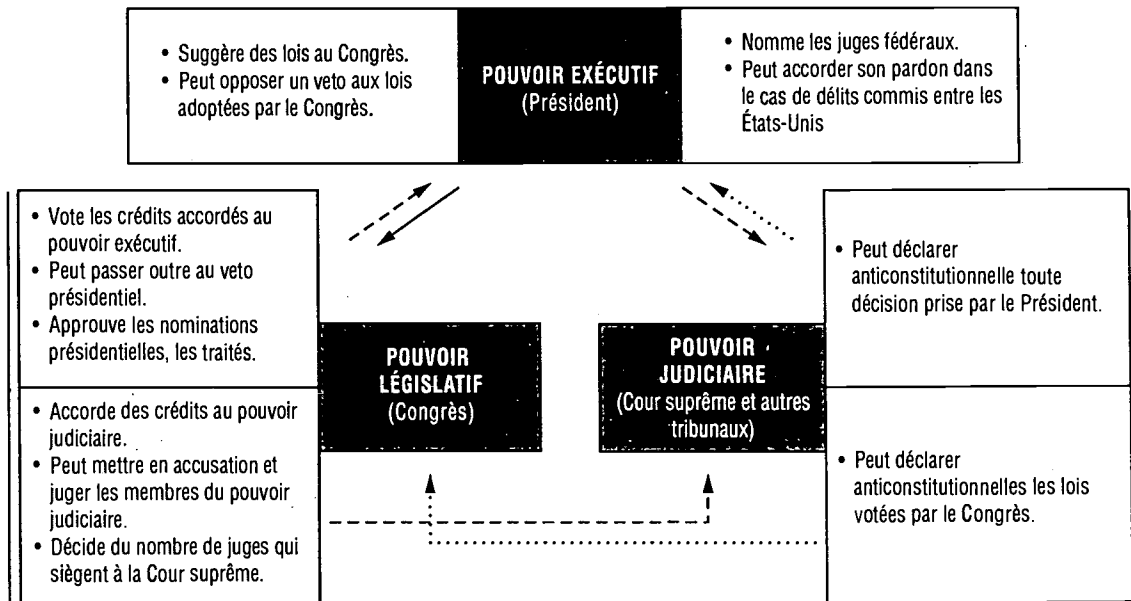 • Suggère des lois au Congrès.
• Peut opposer un veto aux lois
adoptées par le Congrès.
POUVOIR EXÉCUTIF
(Président)
• Nomme les juges fédéraux.
• Peut accorder son pardon dans
le cas de délits commis entre les
États-Unis
• Vote les crédits accordés au
pouvoir exécutif.
• Peut passer outre au veto
présidentiel.
• Approuve les nominations
présidentielles, les traités.
• Accorde des crédits au pouvoir
judiciaire.
• Peut mettre en accusation et
juger les membres du pouvoir
judiciaire.
• Décide du nombre de juges qui
siègent à la Cour suprême.
POUVOIR
LÉGISLATIF
(Congrès)
POUVOIR
JUDICIAIRE
(Cour suprême et autres
tribunaux)
• Peut déclarer
anticonstitutionnelle toute
décision prise par le Président.
• Peut déclarer
anticonstitutionnelles les lois
votées par le Congrès.